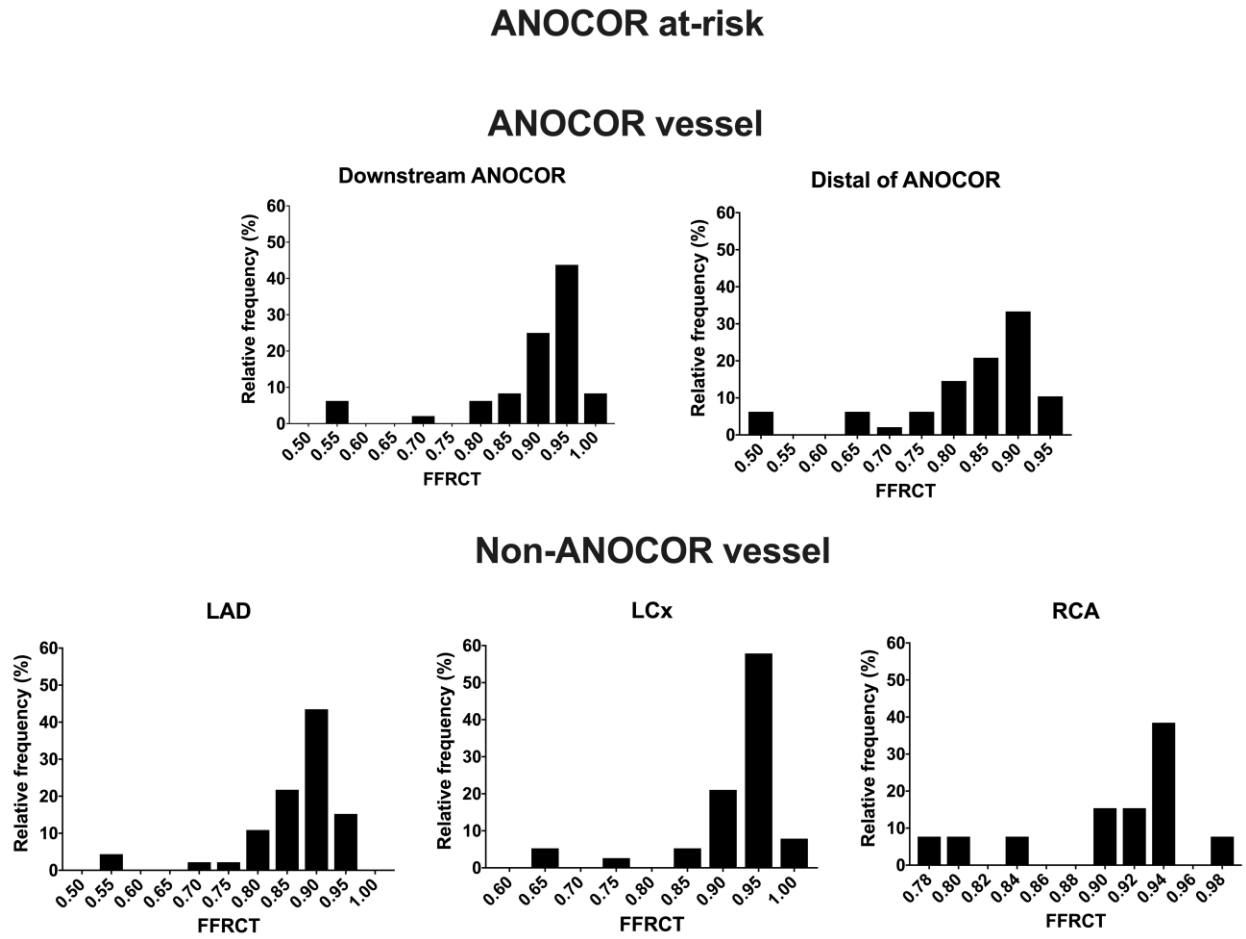 ANOCOR at-risk
ANOCOR vessel
Downstream ANOCOR
Relative frequency (%)
60
50
40
30
20
10
0
0.50 0.55 0.60 0.65 0.70 0.75 0.80 0.85 0.90 0.95 1.00
FFRCT
Distal of ANOCOR
Relative frequency (%)
60
50
40
30
20
10
0
0.50 0.55 0.60 0.65 0.70 0.75 0.80 0.85 0.90 0.95
FFRCT
Non-ANOCOR vessel
LAD
Relative frequency (%)
60
50
40
30
20
10
0
0.50 0.55 0.60 0.65 0.70 0.75 0.80 0.85 0.90 0.95 1.00
FFRCT
LCx
Relative frequency (%)
60
50
40
30
20
10
0
0.60 0.65 0.70 0.75 0.80 0.85 0.90 0.95 1.00
FFRCT
RCA
Relative frequency (%)
60
50
40
30
20
10
0
0.78 0.80 0.82 0.84 0.86 0.88 0.90 0.92 0.94 0.96 0.98
FFRCT